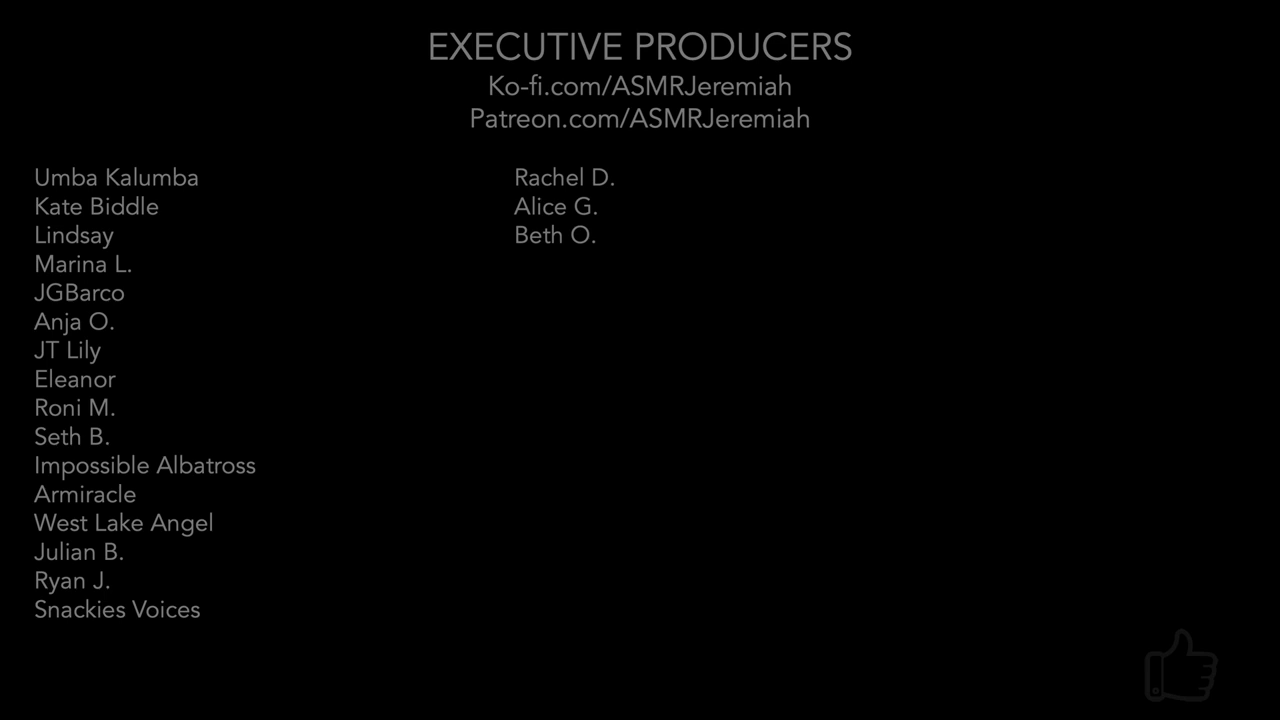 EXECUTIVE PRODUCERS
Ko-fi.com/ASMRJeremiah
Patreon.com/ASMRJeremiah
Umba Kalumba
Kate Biddle
Lindsay
Marina L.
JGBarco
Anja O.
JT Lily
Eleanor
Roni M.
Seth B.
Impossible Albatross
Armiracle
West Lake Angel
Julian B.
Ryan J.
Snackies Voices
Rachel D.
Alice G.
Beth O.